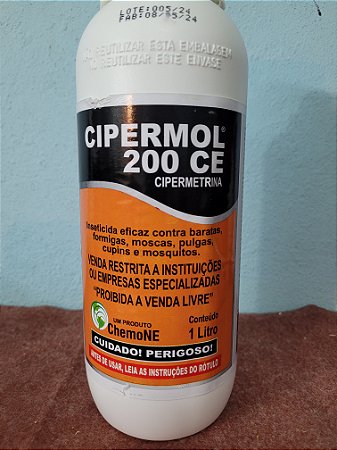 LOTE:005/24
FAB:08/05/24
REUTILIZAR ESTA EMBALAGEM
REUTILIZAR ESTE ENVASE
CIPERMOL®
200 CE
CIPERMETRINA
Inseticida eficaz contra baratas,
formigas, moscas, pulgas,
cupins e mosquitos.
VENDA RESTRITA A INSTITUIÇÕES
OU EMPRESAS ESPECIALIZADAS
"PROIBIDA A VENDA LIVRE"
UM PRODUTO
ChemoNE
Conteúdo
1 Litro
CUIDADO! PERIGOSO!
ANTES DE USAR, LEIA AS INSTRUÇÕES DO RÓTULO